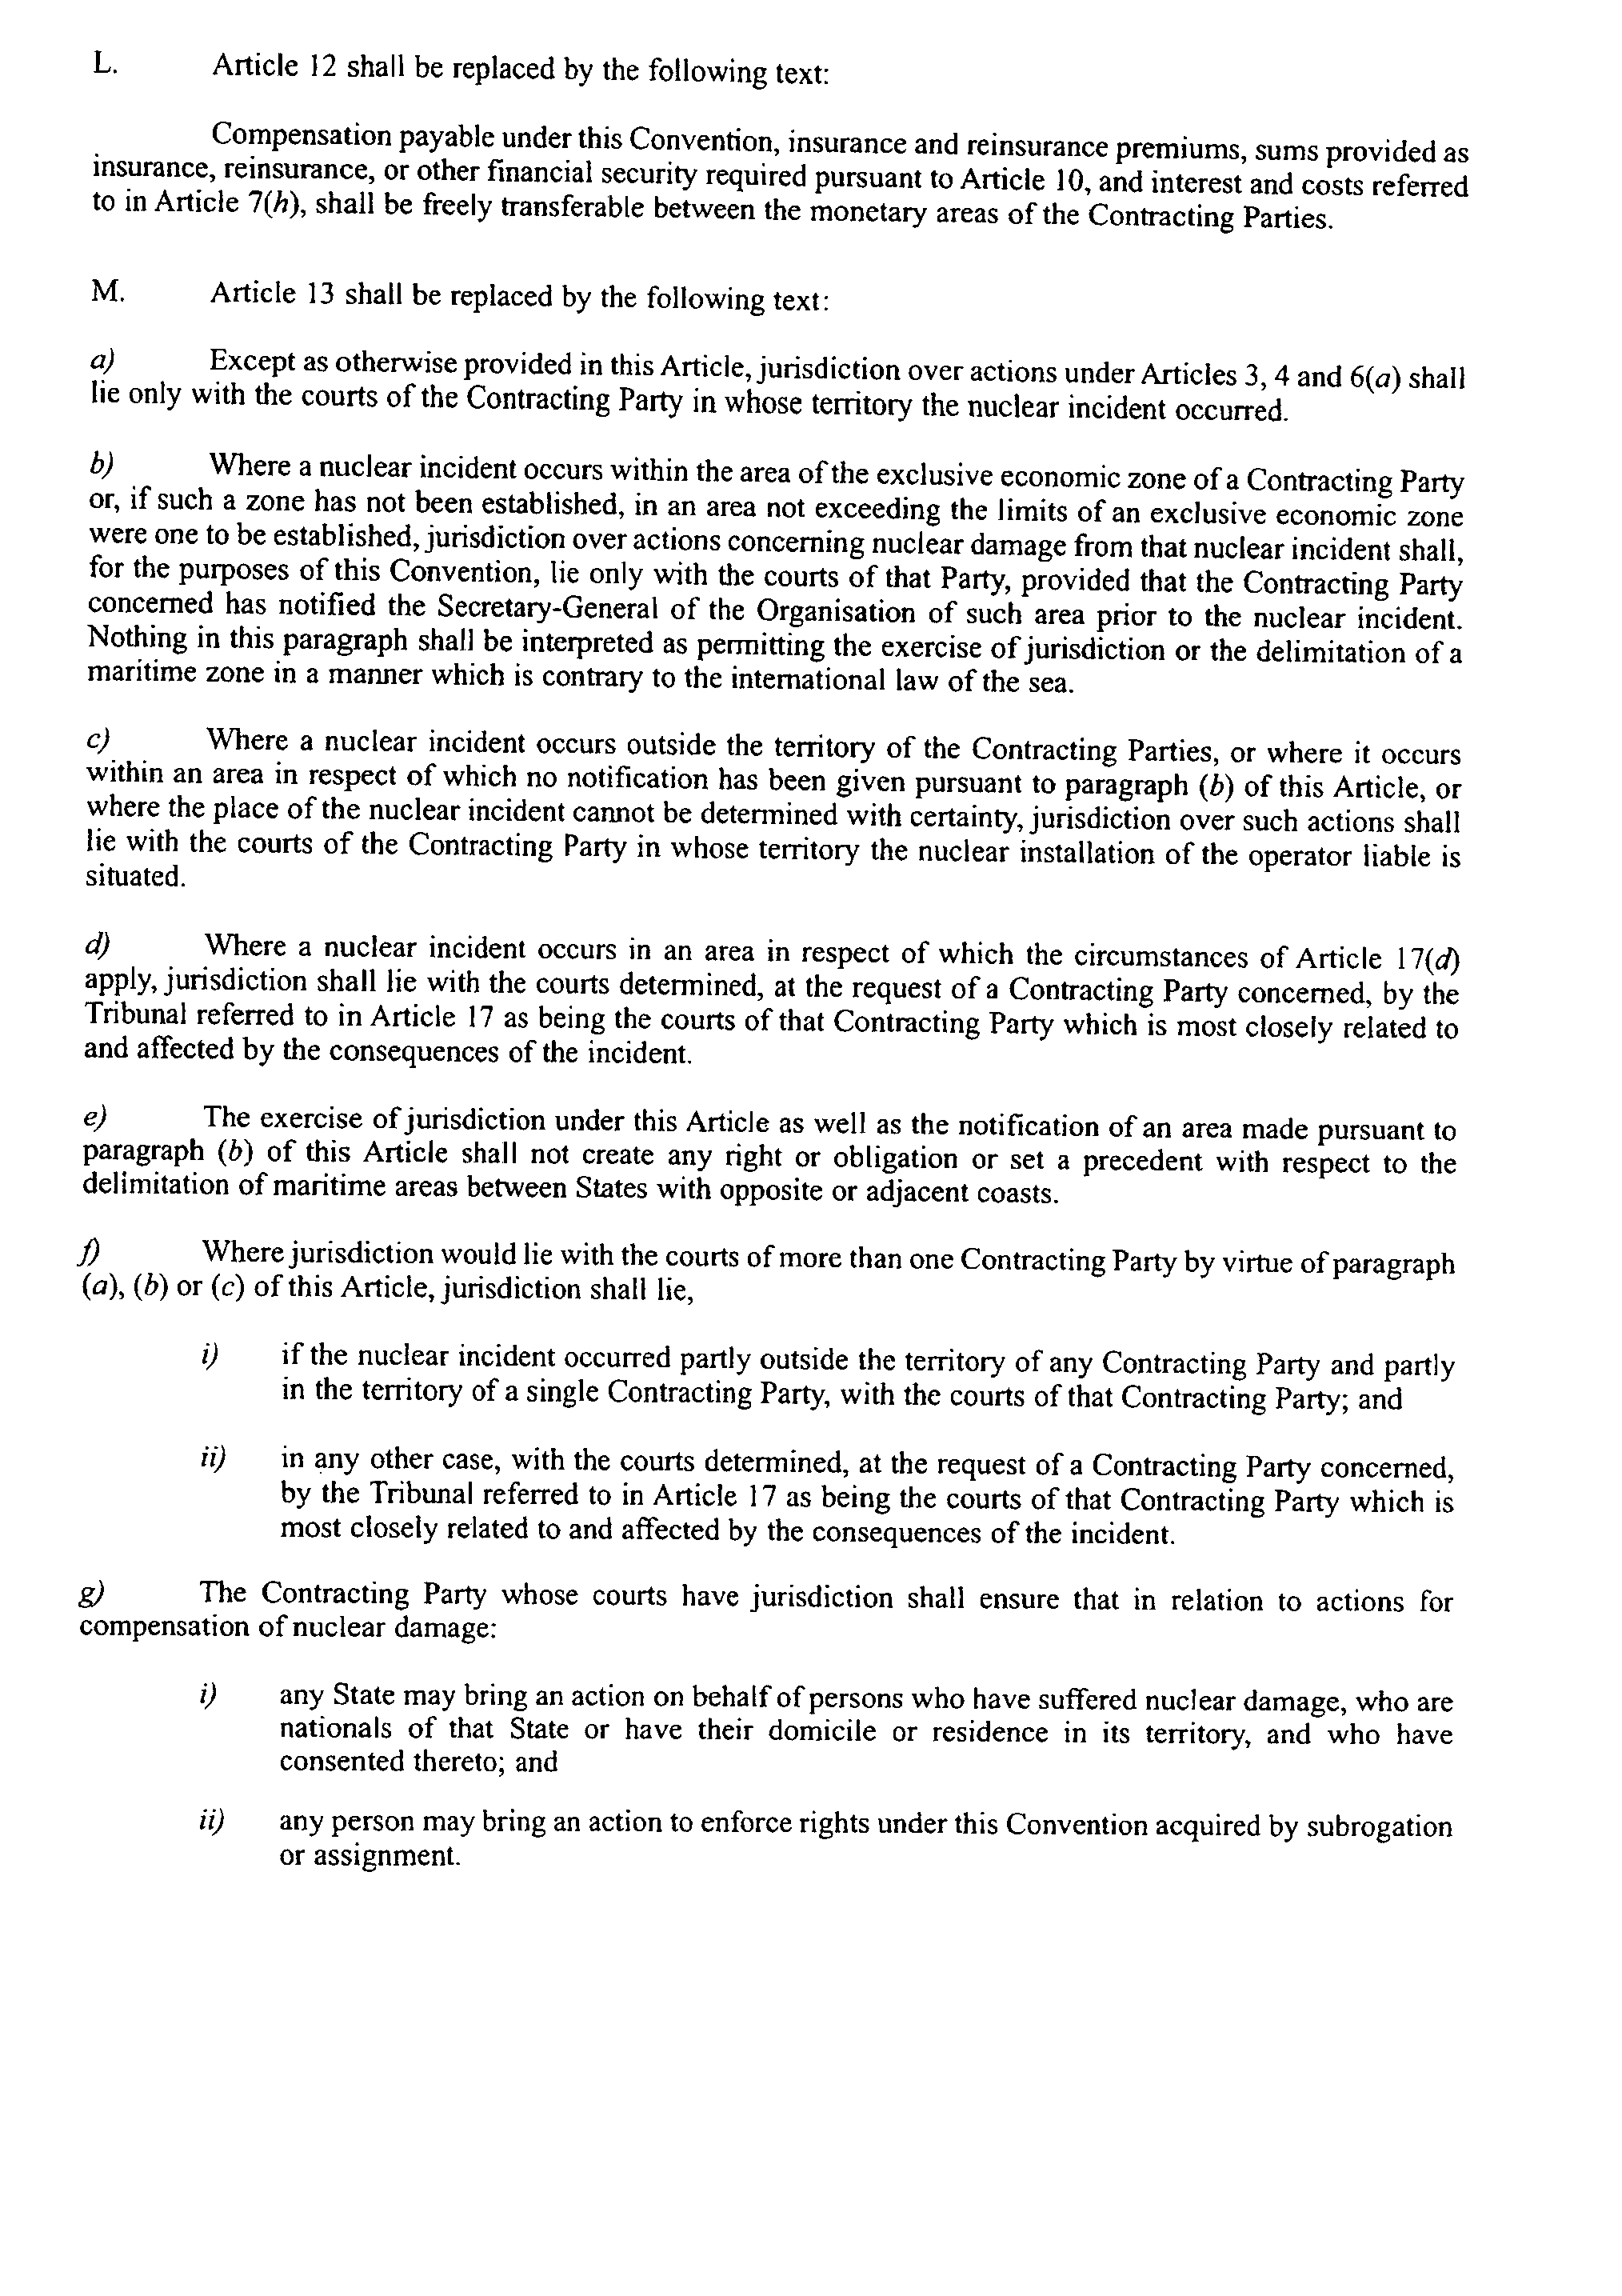 L. Article 12 shall be replaced by the following text:
Compensation payable under this Convention, insurance and reinsurance premiums, sums provided as
insurance, reinsurance, or other financial security required pursuant to Article 10, and interest and costs referred
to in Article 7(h), shall be freely transferable between the monetary areas of the Contracting Parties.
M. Article 13 shall be replaced by the following text:
a) Except as otherwise provided in this Article, jurisdiction over actions under Articles 3, 4 and 6(a) shall
lie only with the courts of the Contracting Party in whose territory the nuclear incident occurred.
b) Where a nuclear incident occurs within the area of the exclusive economic zone of a Contracting Party
or, if such a zone has not been established, in an area not exceeding the limits of an exclusive economic zone
were one to be established, jurisdiction over actions concerning nuclear damage from that nuclear incident shall,
for the purposes of this Convention, lie only with the courts of that Party, provided that the Contracting Party
concerned has notified the Secretary-General of the Organisation of such area prior to the nuclear incident.
Nothing in this paragraph shall be interpreted as permitting the exercise of jurisdiction or the delimitation of a
maritime zone in a manner which is contrary to the international law of the sea.
c) Where a nuclear incident occurs outside the territory of the Contracting Parties, or where it occurs
within an area in respect of which no notification has been given pursuant to paragraph (b) of this Article, or
where the place of the nuclear incident cannot be determined with certainty, jurisdiction over such actions shall
lie with the courts of the Contracting Party in whose territory the nuclear installation of the operator liable is
situated.
d) Where a nuclear incident occurs in an area in respect of which the circumstances of Article 17(d)
apply, jurisdiction shall lie with the courts determined, at the request of a Contracting Party concerned, by the
Tribunal referred to in Article 17 as being the courts of that Contracting Party which is most closely related to
and affected by the consequences of the incident.
e) The exercise of jurisdiction under this Article as well as the notification of an area made pursuant to
paragraph (b) of this Article shall not create any right or obligation or set a precedent with respect to the
delimitation of maritime areas between States with opposite or adjacent coasts.
f) Where jurisdiction would lie with the courts of more than one Contracting Party by virtue of paragraph
(a), (b) or (c) of this Article, jurisdiction shall lie,
i) if the nuclear incident occurred partly outside the territory of any Contracting Party and partly
in the territory of a single Contracting Party, with the courts of that Contracting Party; and
ii) in any other case, with the courts determined, at the request of a Contracting Party concerned,
by the Tribunal referred to in Article 17 as being the courts of that Contracting Party which is
most closely related to and affected by the consequences of the incident.
g) The Contracting Party whose courts have jurisdiction shall ensure that in relation to actions for
compensation of nuclear damage:
i) any State may bring an action on behalf of persons who have suffered nuclear damage, who are
nationals of that State or have their domicile or residence in its territory, and who have
consented thereto; and
ii) any person may bring an action to enforce rights under this Convention acquired by subrogation
or assignment.